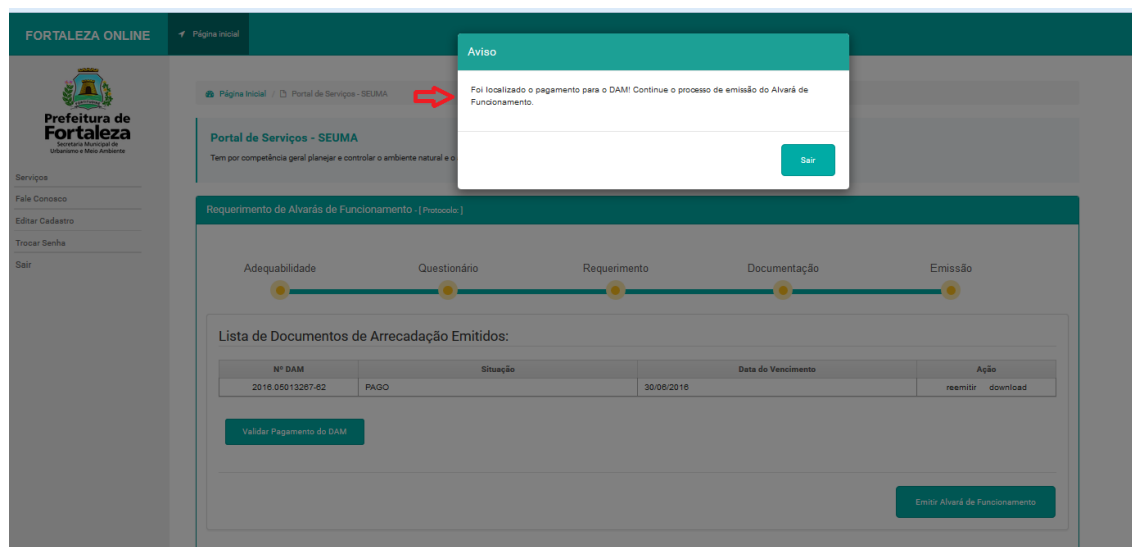 FORTALEZA ONLINE
Página inicial
Prefeitura de
Fortaleza
Secretaria Municipal de
Urbanismo e Meio Ambiente
Serviços
Fale Conosco
Editar Cadastro
Trocar Senha
Sair
Aviso
Foi localizado o pagamento para o DAM! Continue o processo de emissão do Alvará de
Funcionamento.
Sair
Página Inicial / Portal de Serviços - SEUMA
Portal de Serviços - SEUMA
Tem por competência geral planejar e controlar o ambiente natural e o
Requerimento de Alvarás de Funcionamento - [ Protocolo: ]
Adequabilidade Questionário Requerimento Documentação Emissão
Lista de Documentos de Arrecadação Emitidos:
Nº DAM Situação Data do Vencimento Ação
2016.05013267-62 PAGO 30/06/2016 reemitir download
Validar Pagamento do DAM
Emitir Alvará de Funcionamento